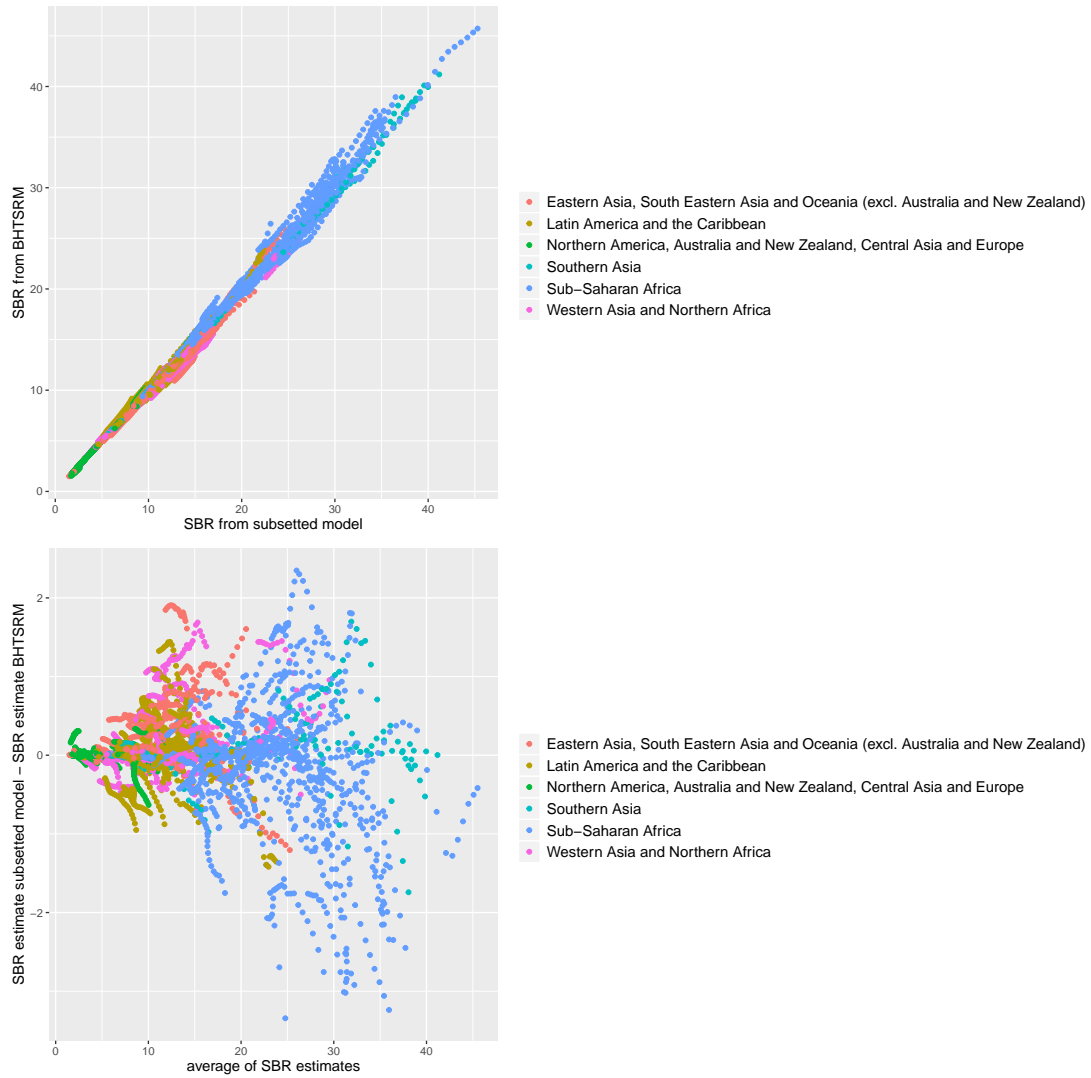 40
30
20
10
0
SBR from BHTSRM
0 10 20 30 40
SBR from subsetted model
Eastern Asia, South Eastern Asia and Oceania (excl. Australia and New Zealand)
Latin America and the Caribbean
Northern America, Australia and New Zealand, Central Asia and Europe
Southern Asia
Sub−Saharan Africa
Western Asia and Northern Africa
2
0
−2
SBR estimate subsetted model − SBR estimate BHTSRM
0 10 20 30 40
average of SBR estimates
Eastern Asia, South Eastern Asia and Oceania (excl. Australia and New Zealand)
Latin America and the Caribbean
Northern America, Australia and New Zealand, Central Asia and Europe
Southern Asia
Sub−Saharan Africa
Western Asia and Northern Africa